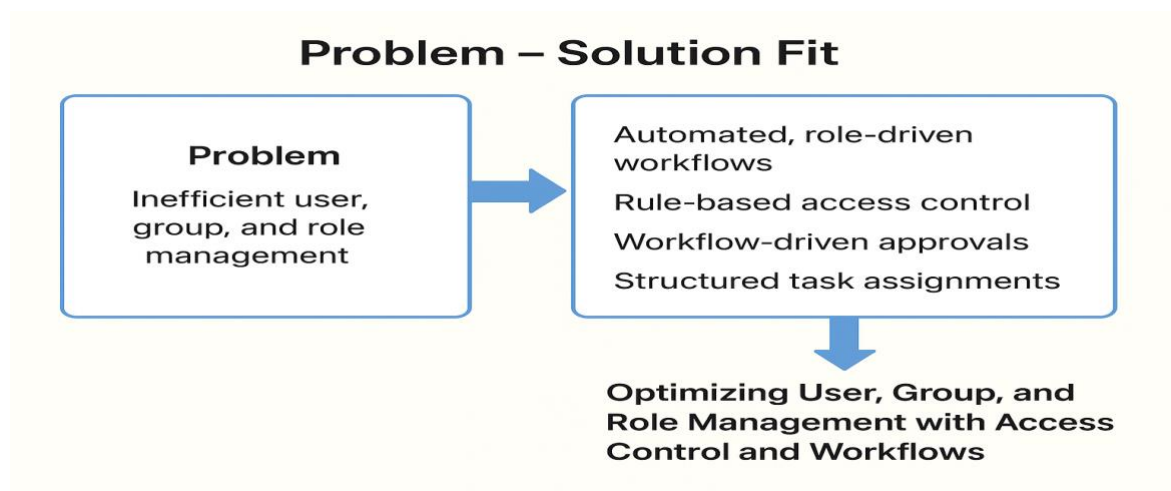 Problem – Solution Fit
Problem
Inefficient user,
group, and role
management
Automated, role-driven
workflows
Rule-based access control
Workflow-driven approvals
Structured task assignments
Optimizing User, Group, and
Role Management with Access
Control and Workflows